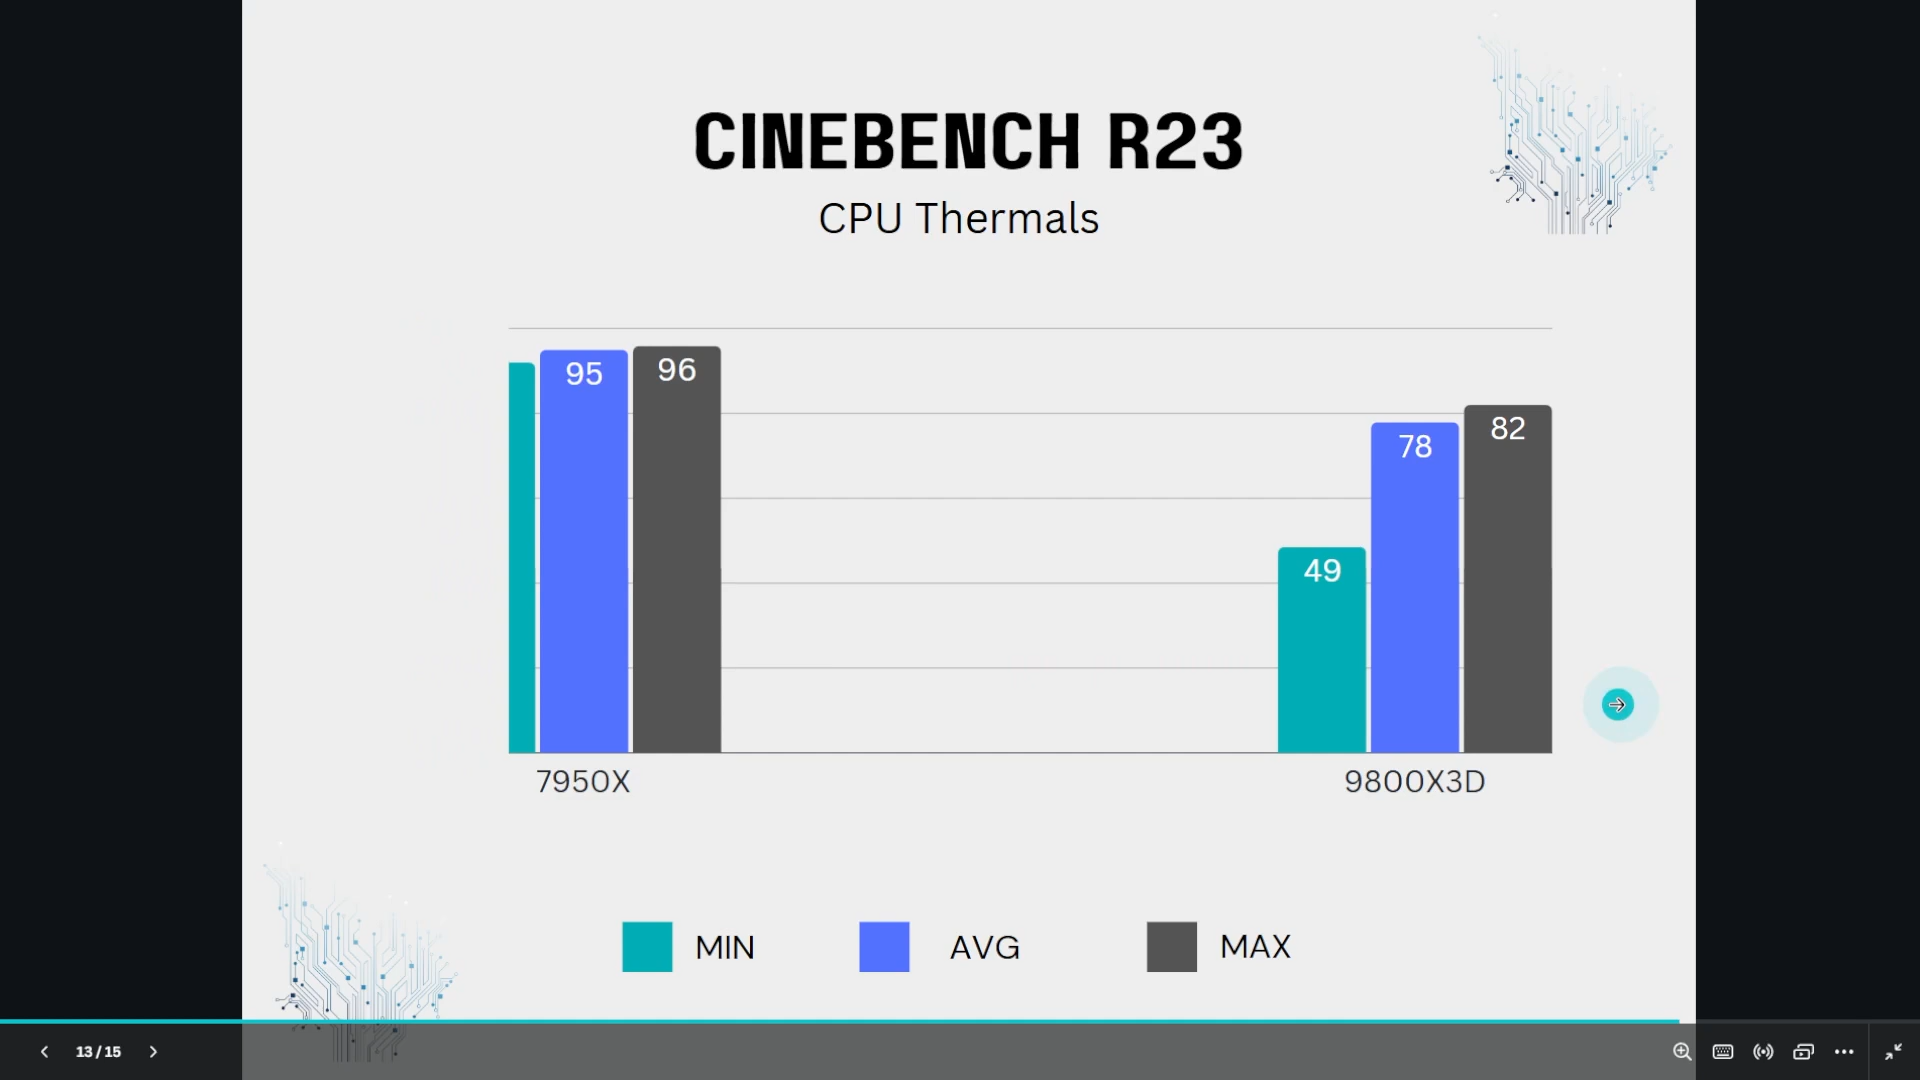 CINEBENCH R23
CPU Thermals
95
96
49
78
82
7950X
9800X3D
MIN
AVG
MAX
13 / 15